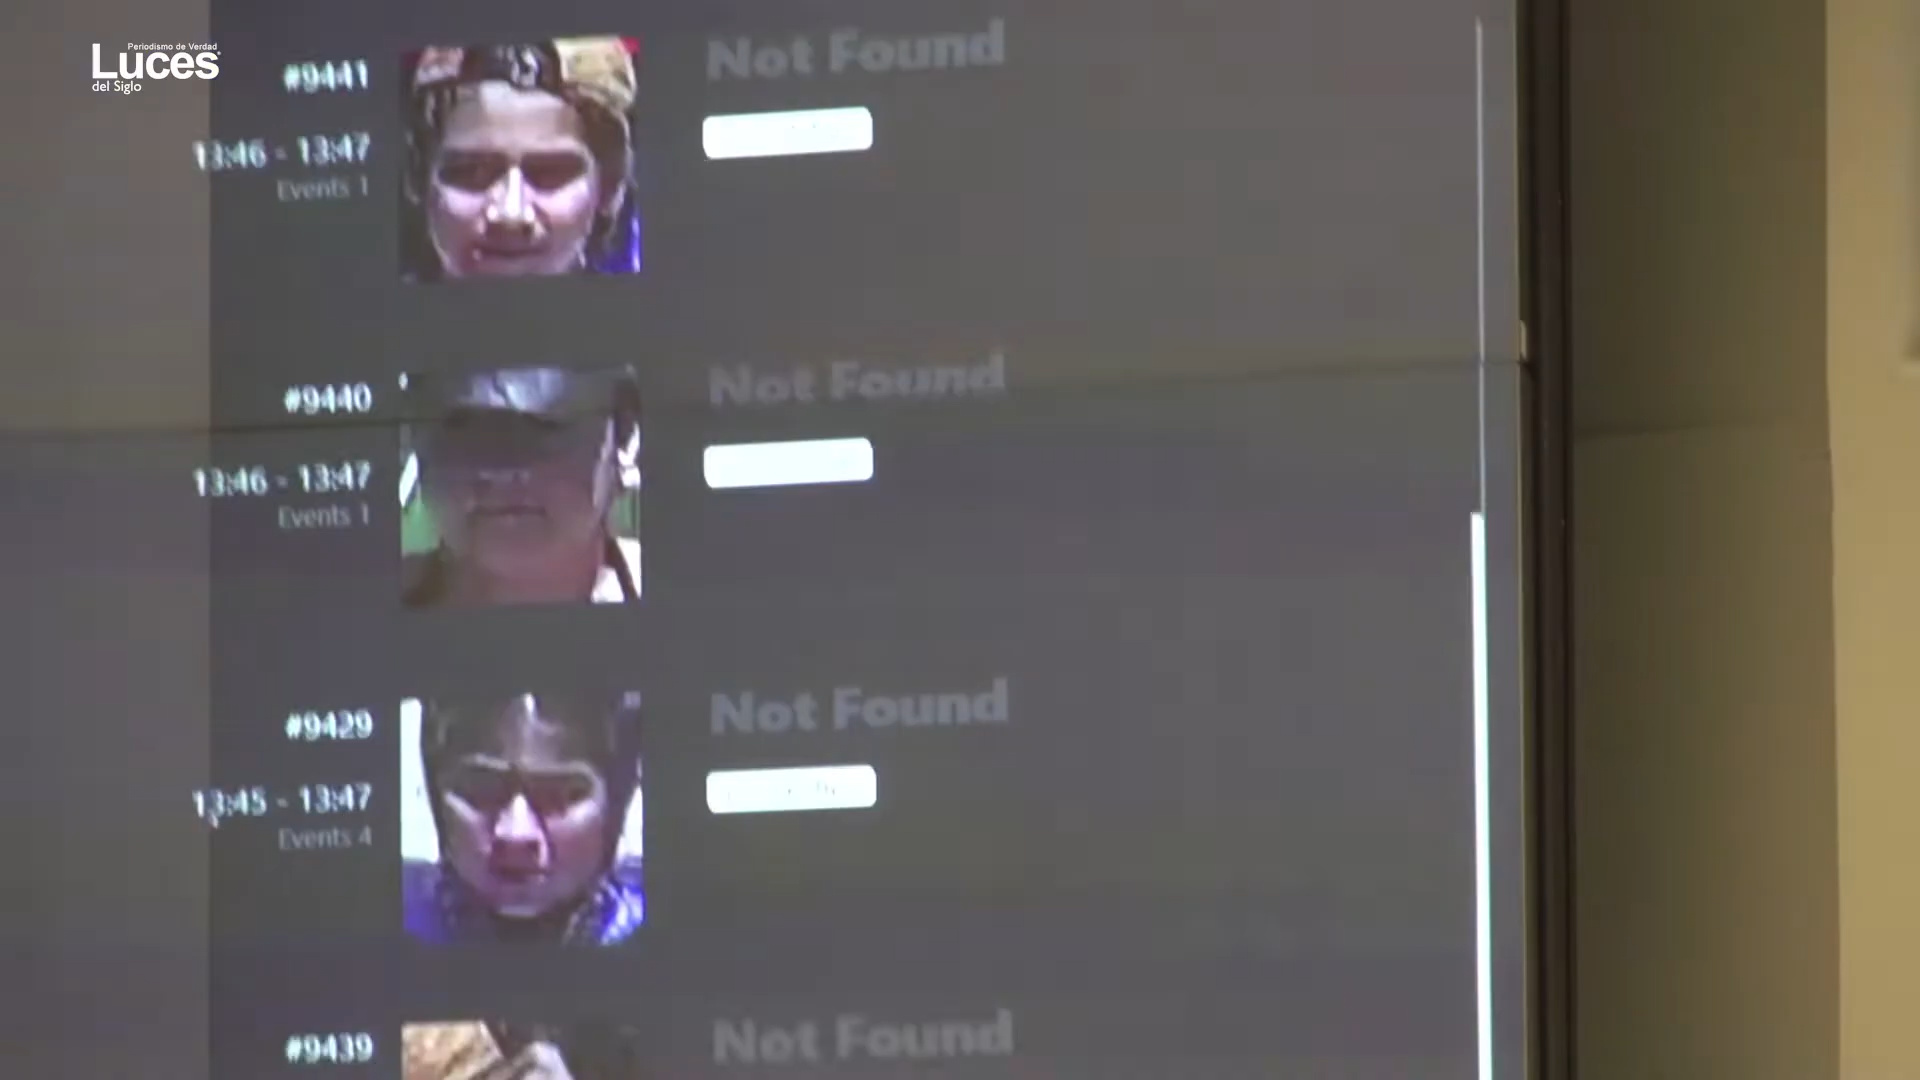 Periodismo de Verdad
Luces
del Siglo
#9441
Not Found
13:46 - 13:47
Events 1
#9440
Not Found
13:46 - 13:47
Events 1
#9429
Not Found
13:45 - 13:47
Events 4
#9439
Not Found